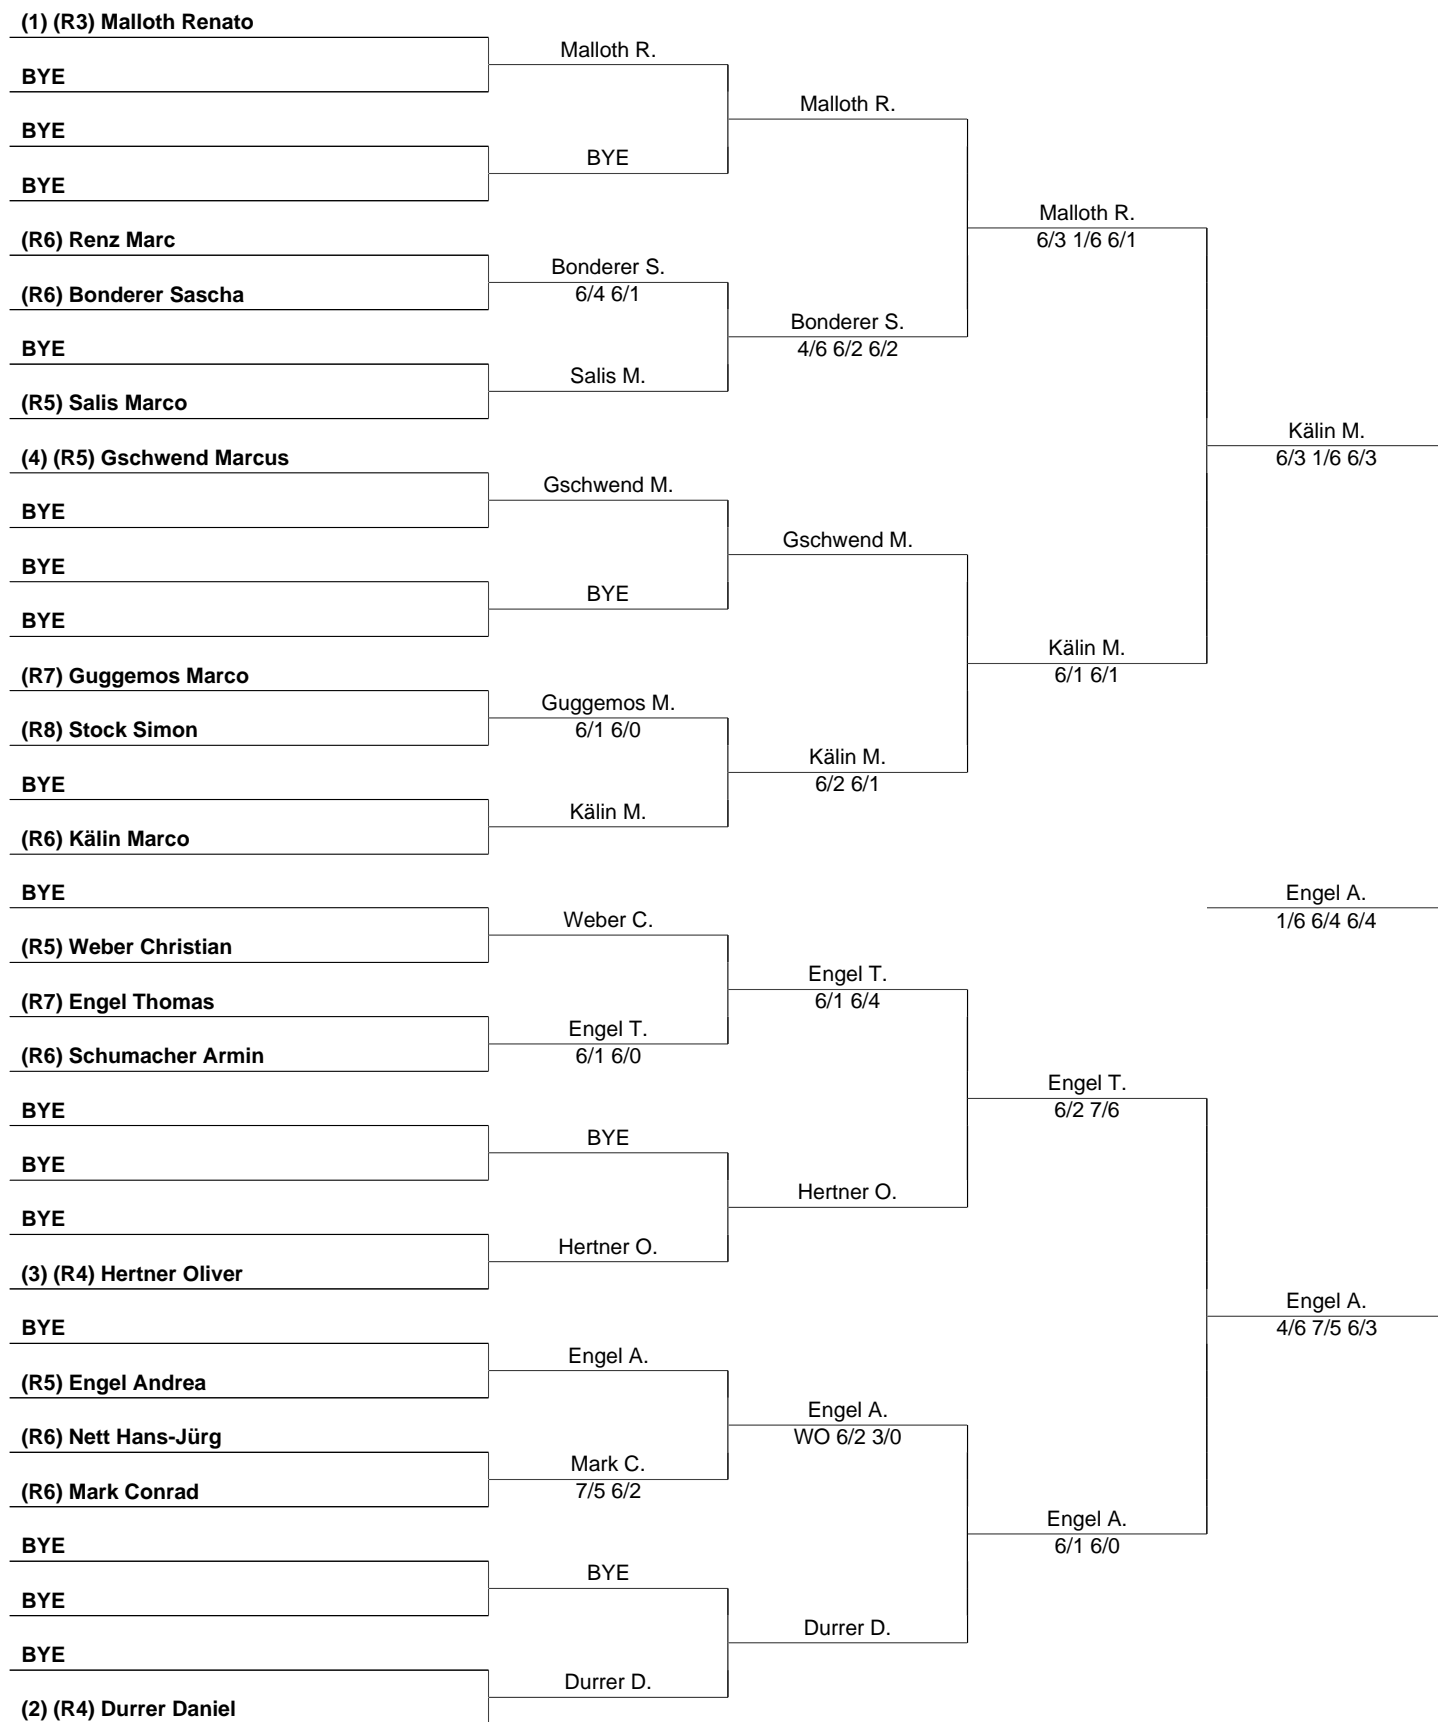 (1) (R3) Malloth Renato
BYE
BYE
BYE
(R6) Renz Marc
(R6) Bonderer Sascha
BYE
(R5) Salis Marco
(4) (R5) Gschwend Marcus
BYE
BYE
BYE
(R7) Guggemos Marco
(R8) Stock Simon
BYE
(R6) Kälin Marco
BYE
(R5) Weber Christian
(R7) Engel Thomas
(R6) Schumacher Armin
BYE
BYE
BYE
(3) (R4) Hertner Oliver
BYE
(R5) Engel Andrea
(R6) Nett Hans-Jürg
(R6) Mark Conrad
BYE
BYE
BYE
(2) (R4) Durrer Daniel
Malloth R.
BYE
Bonderer S.
6/4 6/1
Salis M.
Gschwend M.
BYE
Guggemos M.
6/1 6/0
Kälin M.
Weber C.
Engel T.
6/1 6/0
BYE
Hertner O.
Engel A.
Mark C.
7/5 6/2
BYE
Durrer D.
Malloth R.
Bonderer S.
4/6 6/2 6/2
Gschwend M.
Kälin M.
6/2 6/1
Engel T.
6/1 6/4
Hertner O.
Engel A.
WO 6/2 3/0
Durrer D.
Malloth R.
6/3 1/6 6/1
Kälin M.
6/1 6/1
Engel T.
6/2 7/6
Engel A.
6/1 6/0
Kälin M.
6/3 1/6 6/3
Engel A.
1/6 6/4 6/4
Engel A.
4/6 7/5 6/3